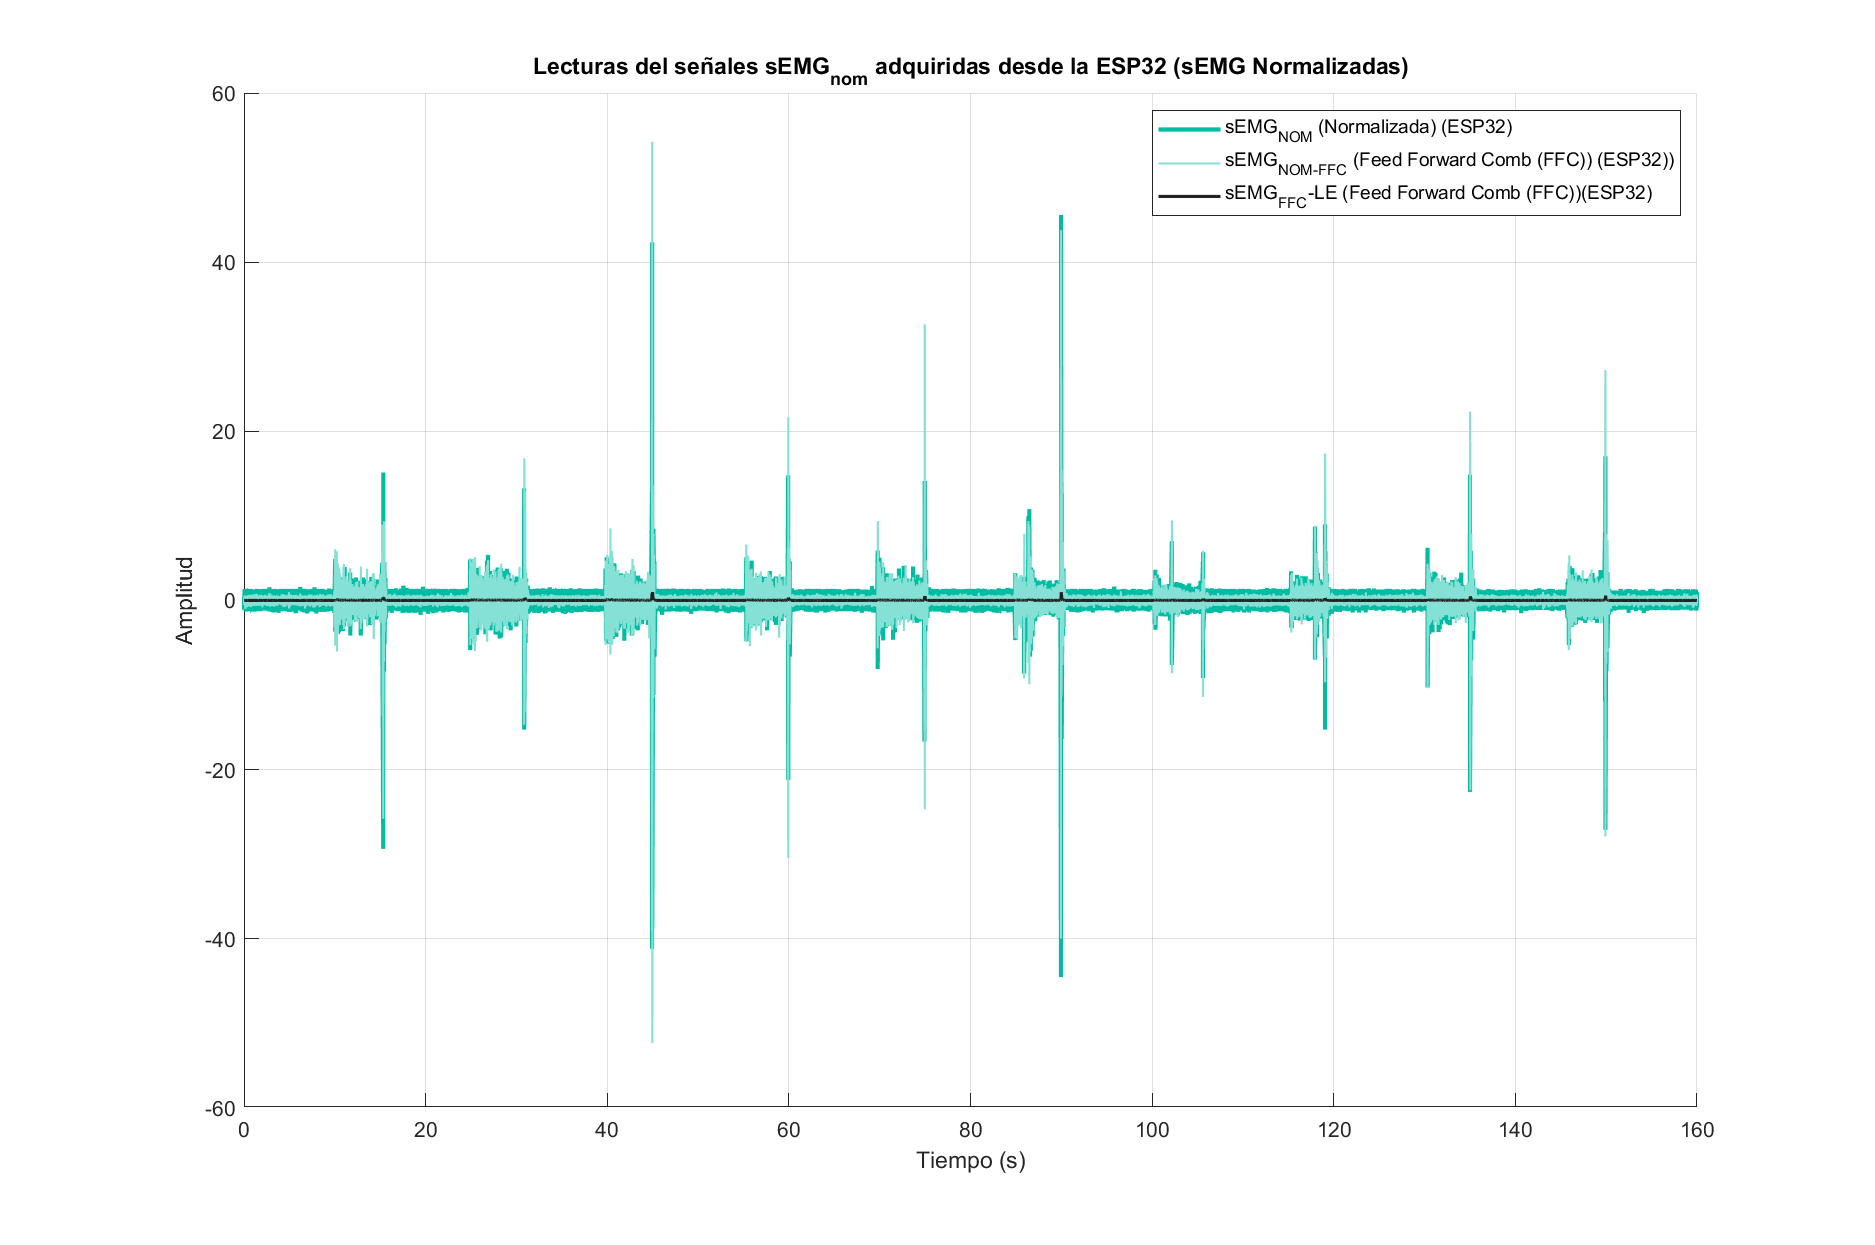 Lecturas del señales sEMGnom adquiridas desde la ESP32 (sEMG Normalizadas)
sEMGNOM (Normalizada) (ESP32)
sEMGNOM-FFC (Feed Forward Comb (FFC)) (ESP32))
sEMGFFC-LE (Feed Forward Comb (FFC))(ESP32)
60
40
20
0
-20
-40
-60
Amplitud
0 20 40 60 80 100 120 140 160
Tiempo (s)